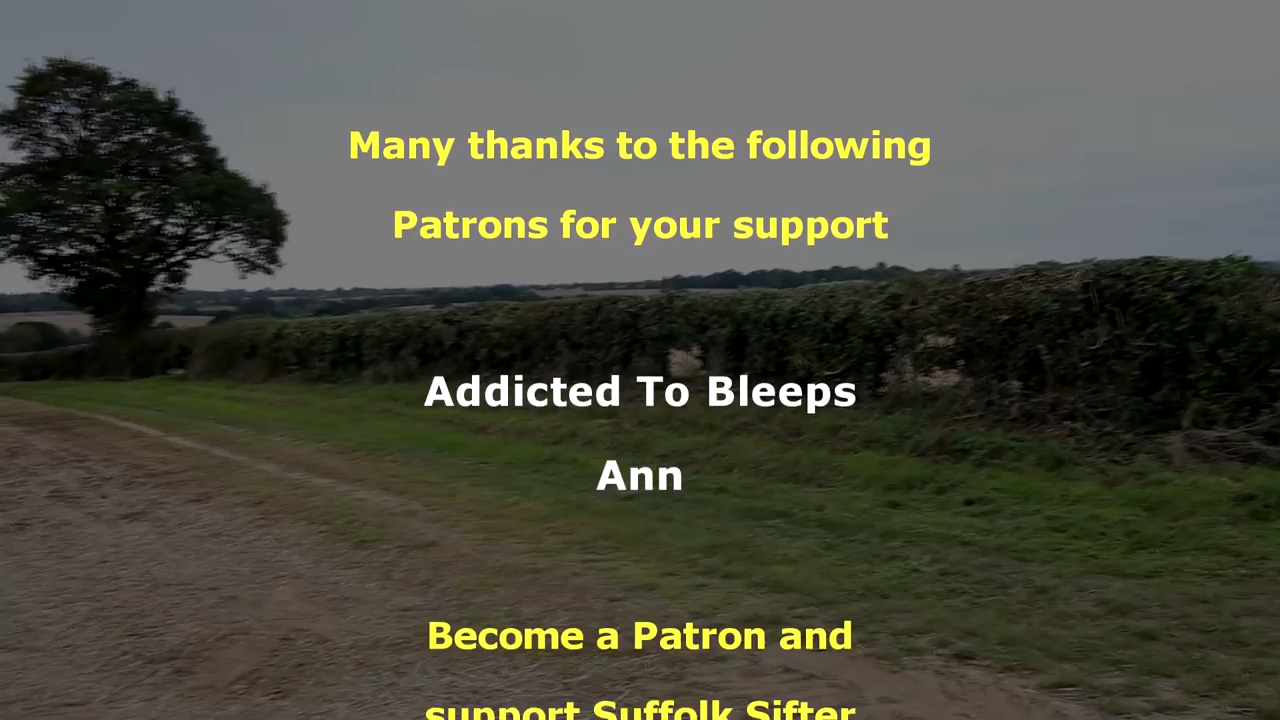 Many thanks to the following
Patrons for your support
Addicted To Bleeps
Ann
Become a Patron and
support Suffolk Sifter